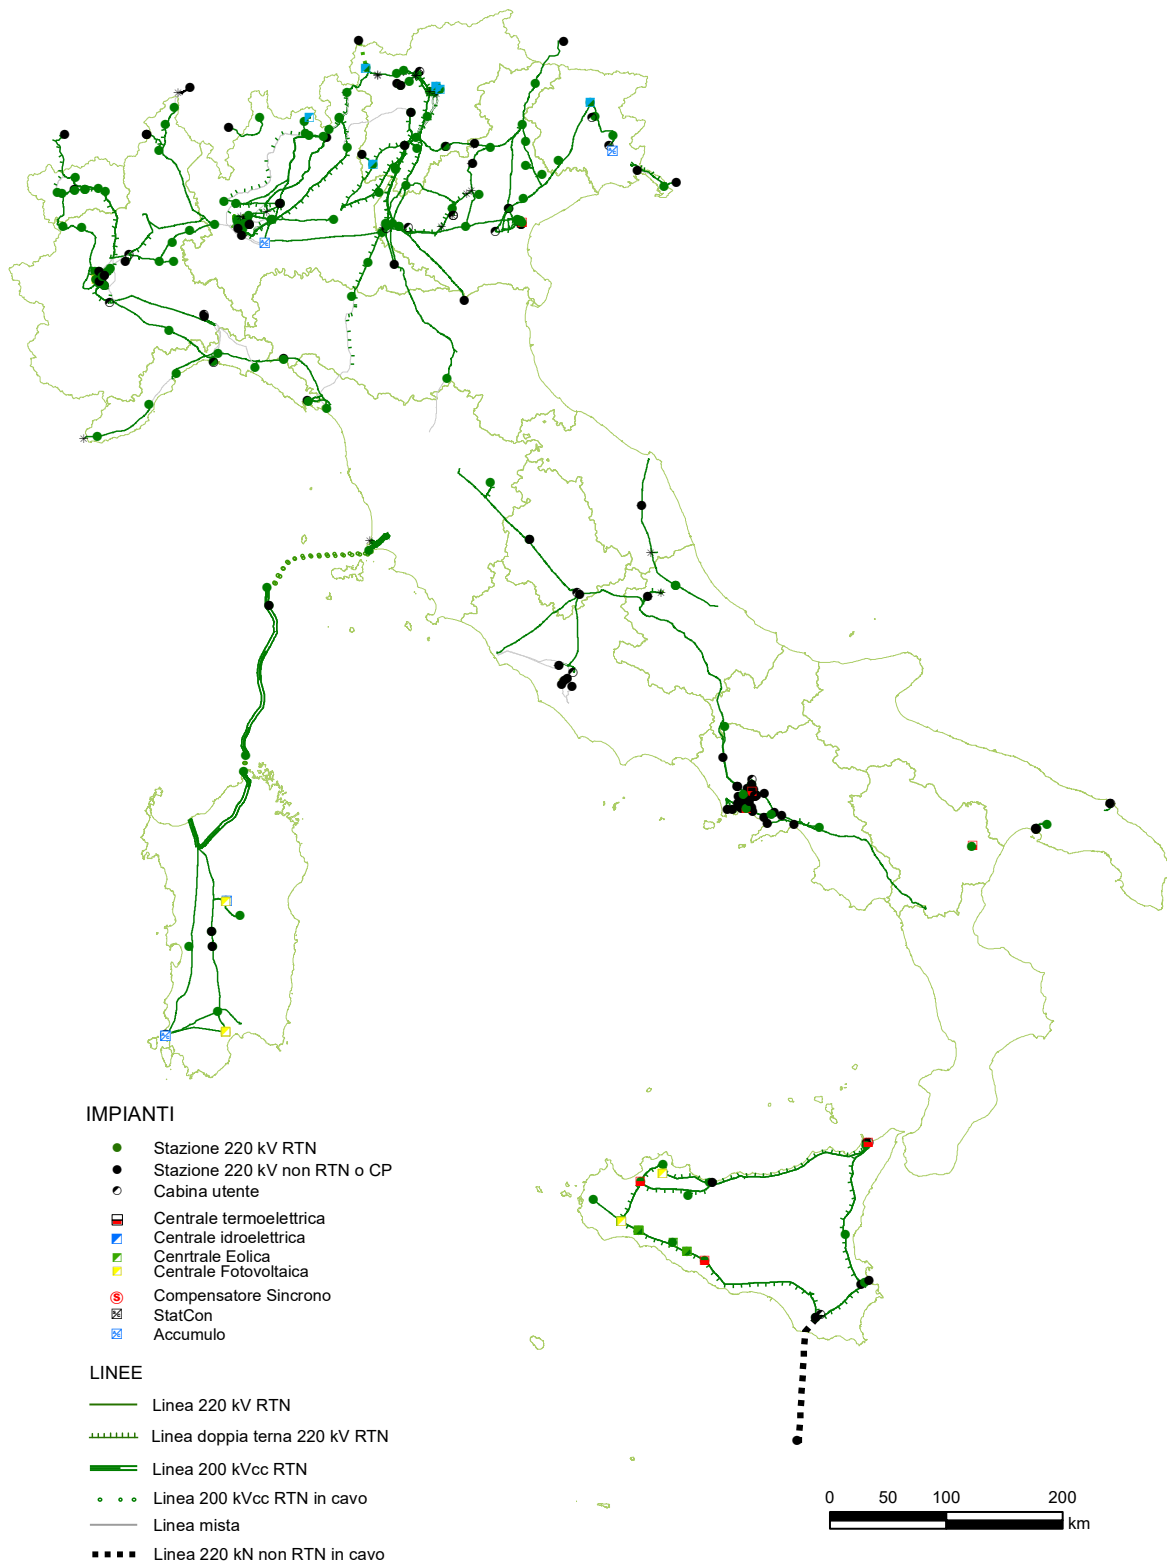 IMPIANTI
Stazione 220 kV RTN
Stazione 220 kV non RTN o CP
Cabina utente
Centrale termoelettrica
Centrale idroelettrica
Cenrtrale Eolica
Centrale Fotovoltaica
S Compensatore Sincrono
StatCon
Accumulo
LINEE
Linea 220 kV RTN
Linea doppia terna 220 kV RTN
Linea 200 kVcc RTN
Linea 200 kVcc RTN in cavo
Linea mista
Linea 220 kN non RTN in cavo
0 50 100 200
km